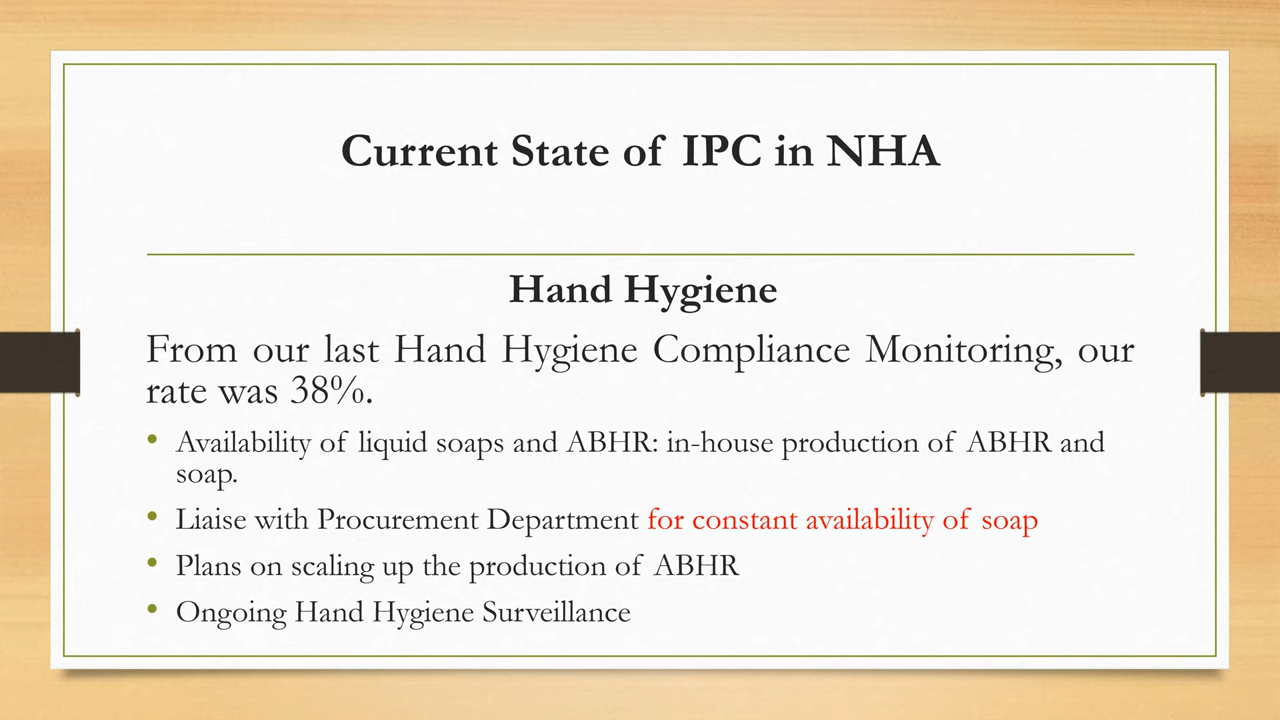 Current State of IPC in NHA
Hand Hygiene
From our last Hand Hygiene Compliance Monitoring, our
rate was 38%.
• Availability of liquid soaps and ABHR: in-house production of ABHR and
soap.
• Liaise with Procurement Department for constant availability of soap
• Plans on scaling up the production of ABHR
• Ongoing Hand Hygiene Surveillance